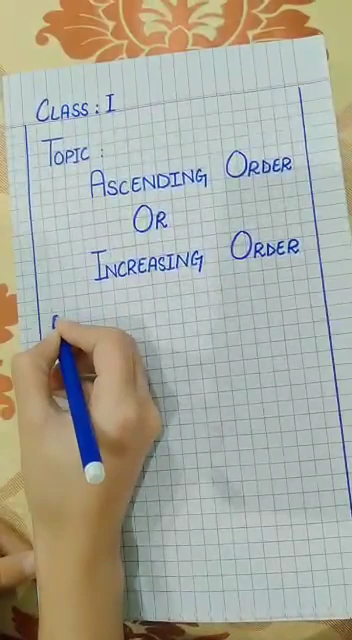 CLASS : I
TOPIC :
ASCENDING ORDER
OR
INCREASING ORDER